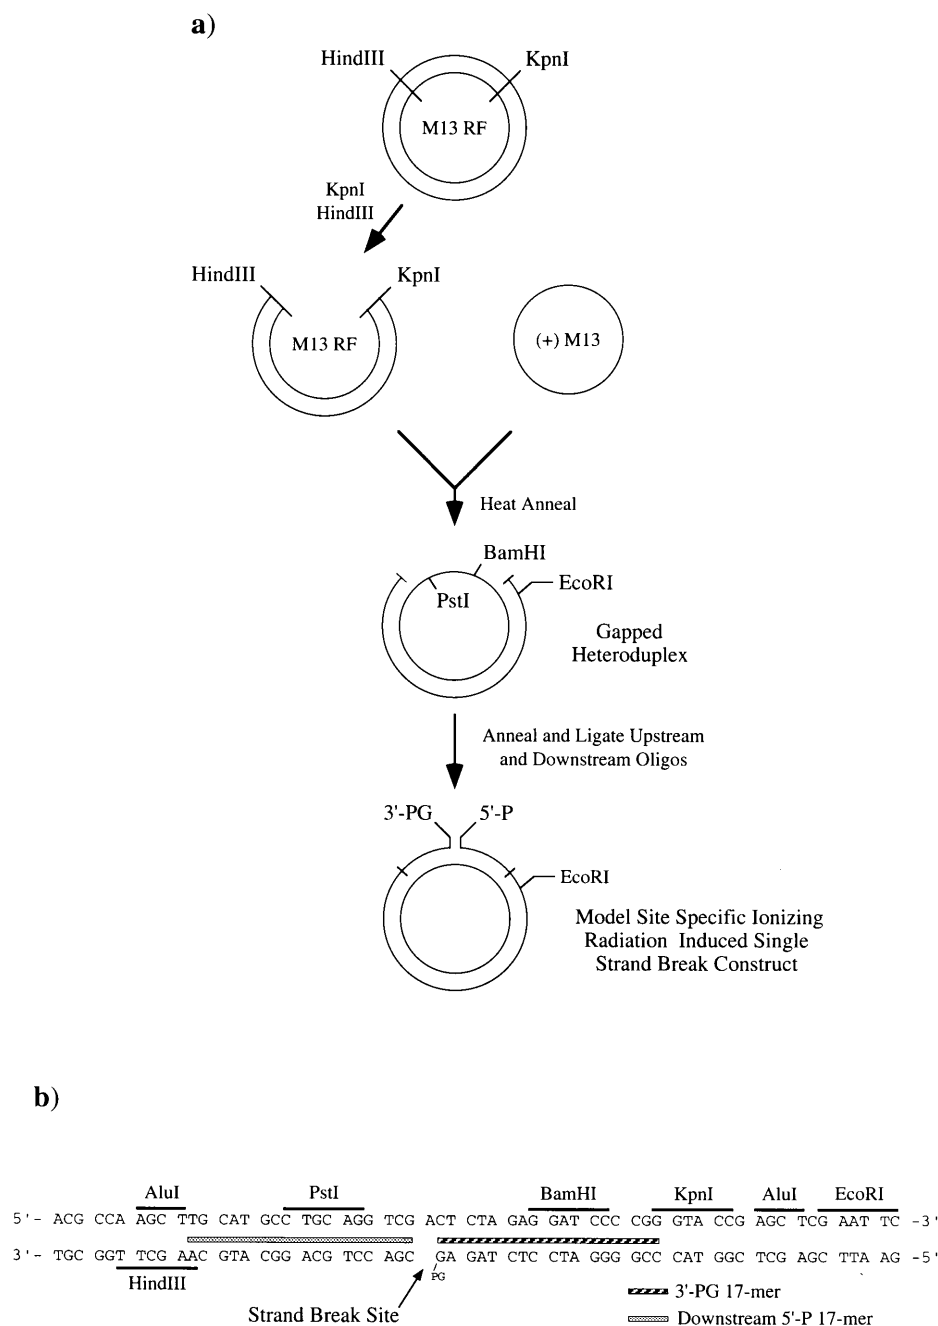 a)
HindIII
KpnI
M13 RF
KpnI
HindIII
HindIII
KpnI
M13 RF
(+) M13
Heat Anneal
BamHI
PstI
EcoRI
Gapped
Heteroduplex
Anneal and Ligate Upstream
and Downstream Oligos
3'-PG
5'-P
EcoRI
Model Site Specific Ionizing
Radiation Induced Single
Strand Break Construct
b)
AluI PstI BamHI KpnI AluI EcoRI
5'- ACG CCA AGC TTG CAT GCC TGC AGG TCG ACT CTA GAG GAT CCC CGG GTA CCG AGC TCG AAT TC -3'
3'- TGC GGT TCG AAC GTA CGG ACG TCC AGC GA GAT CTC CTA GGG GCC CAT GGC TCG AGC TTA AG -5'
HindIII
PG
Strand Break Site
3'-PG 17-mer
Downstream 5'-P 17-mer